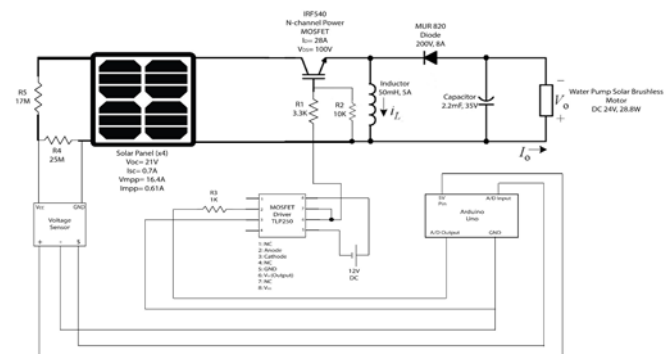 IRF540
N-channel Power
MOSFET
ID= 28A
VDSS= 100V
MUR 820
Diode
200V, 8A
R5
17M
R4
25M
Solar Panel (x4)
Voc= 21V
Isc= 0.7A
Vmpp= 16.4A
Impp= 0.61A
R1
3.3K
R2
10K
Inductor
50mH, 5A
iL
Capacitor
2.2mF, 35V
−
Vo
+
Io
Water Pump Solar Brushless
Motor
DC 24V, 28.8W
R3
1K
Vcc
GND
Voltage
Sensor
+ - S
MOSFET
Driver
TLP250
1: NC
2: Anode
3: Cathode
4: NC
5: GND
6: Vo (Output)
7: NC
8: Vcc
12V
DC
5V
Pin
A/D Input
Arduino
Uno
A/D Output
GND